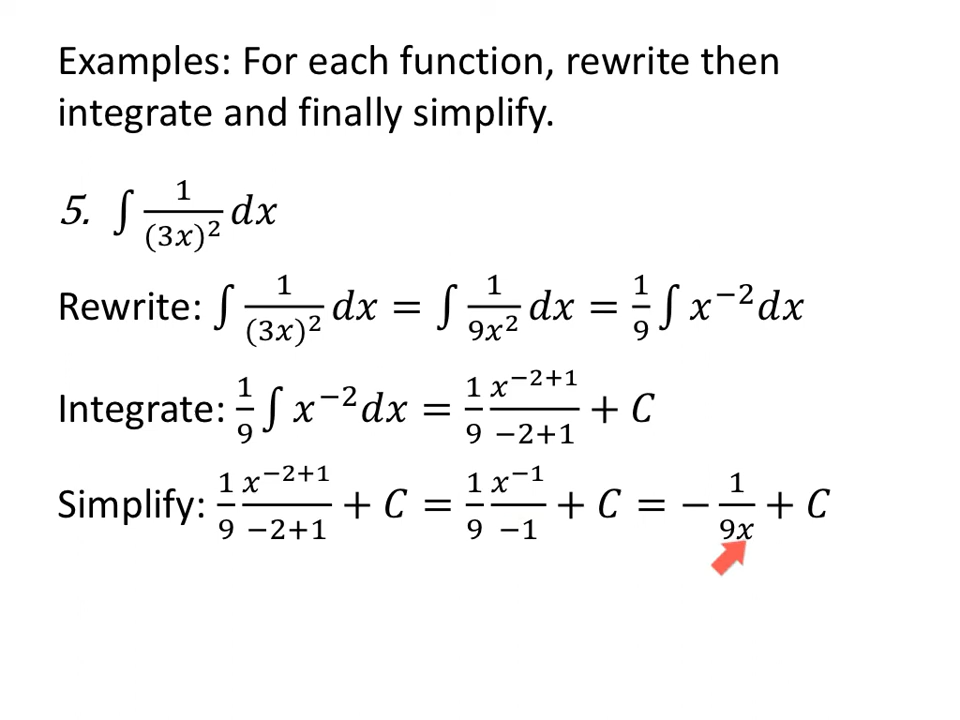 Examples: For each function, rewrite then
integrate and finally simplify.
5. ∫ 1/(3x)² dx
Rewrite: ∫ 1/(3x)² dx = ∫ 1/9x² dx = 1/9 ∫ x⁻² dx
Integrate: 1/9 ∫ x⁻² dx = 1/9 x⁻²⁺¹/−2+1 + C
Simplify: 1/9 x⁻²⁺¹/−2+1 + C = 1/9 x⁻¹/−1 + C = − 1/9x + C